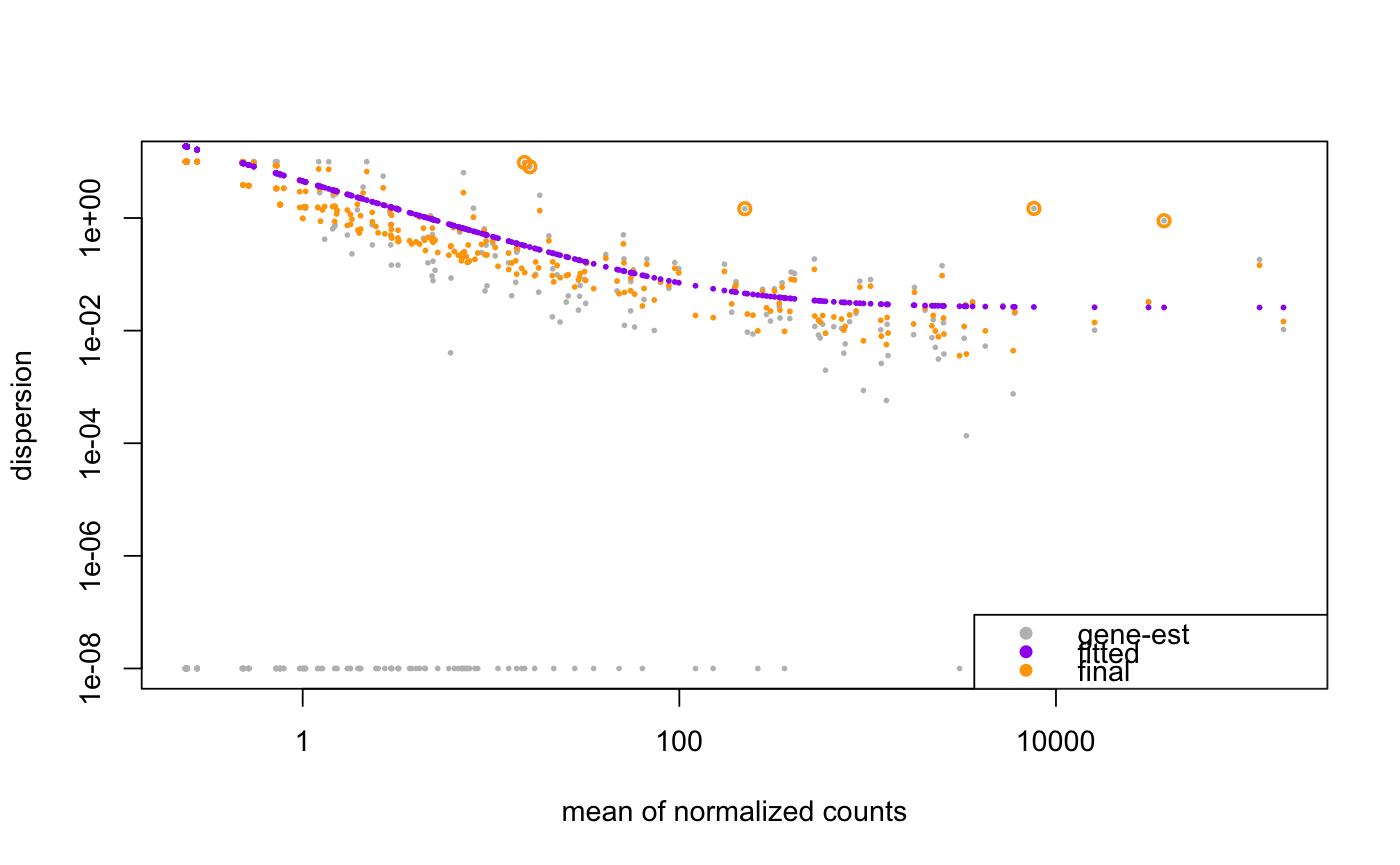 1e+00
1e-02
1e-04
1e-06
1e-08
dispersion
gene-est
fitted
final
1
100
10000
mean of normalized counts